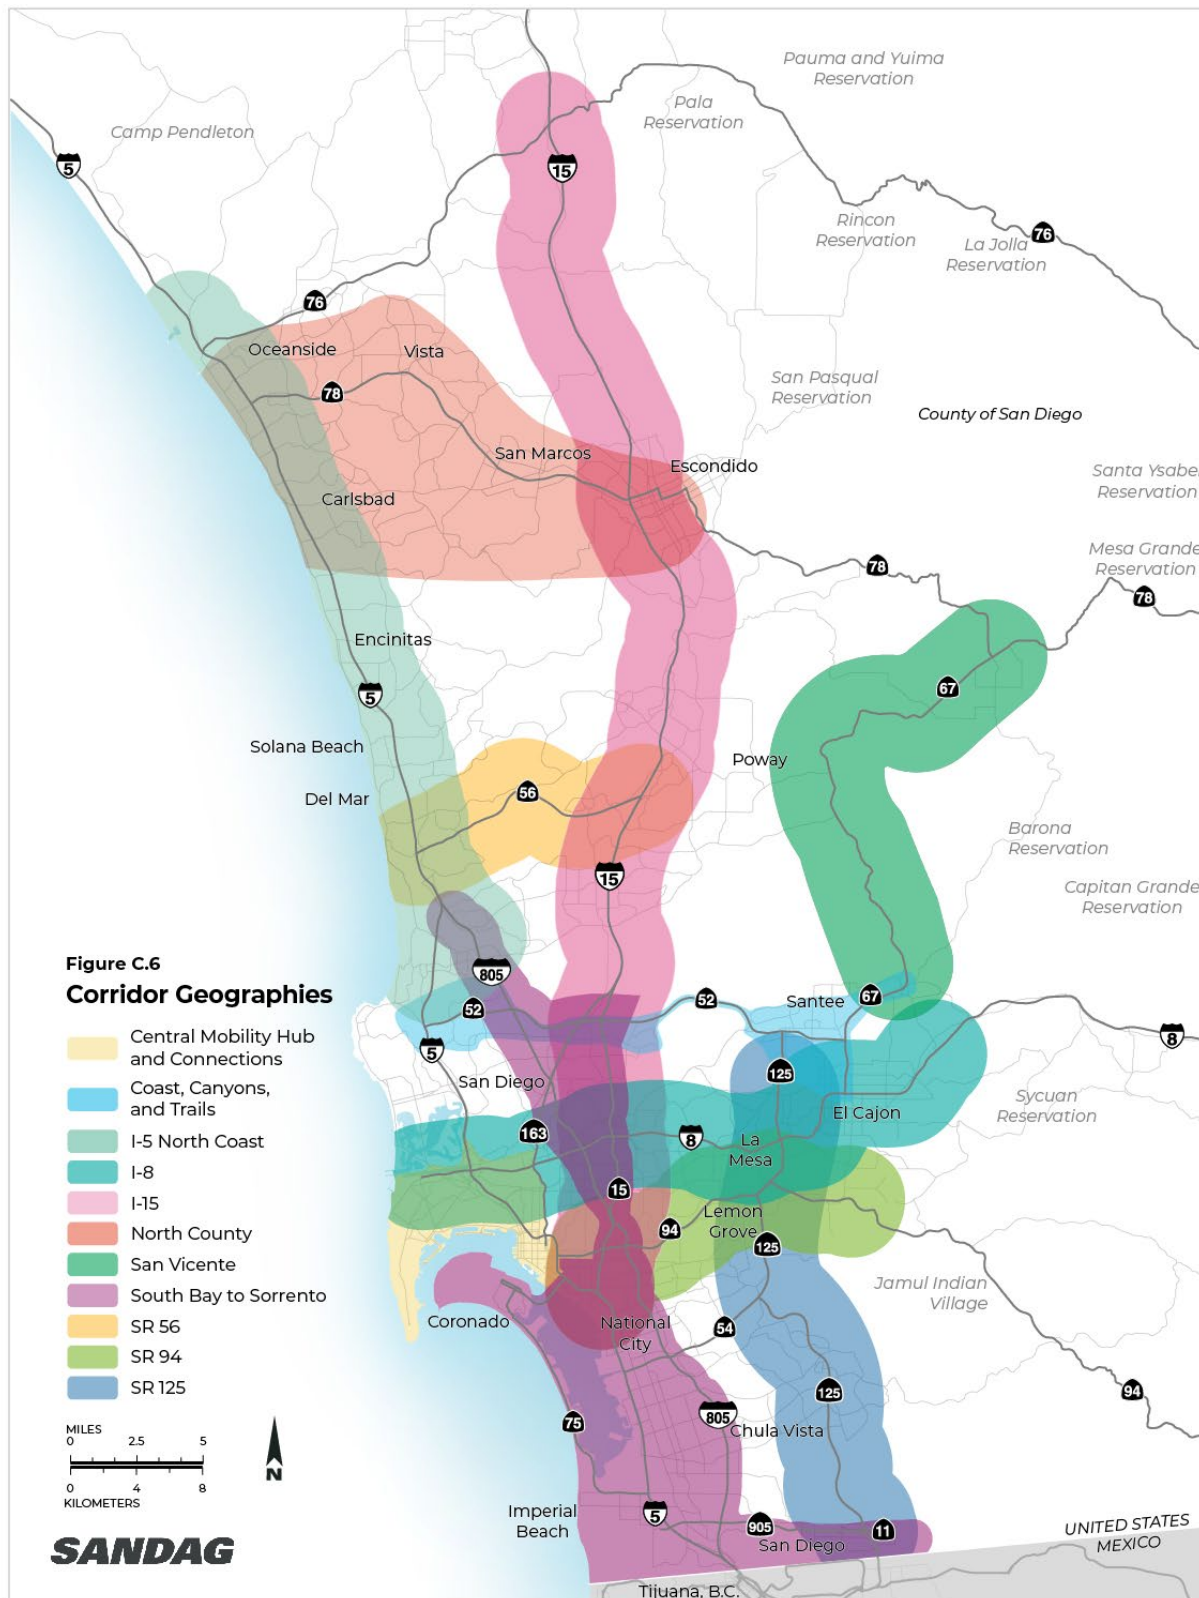 Pauma and Yuima
Reservation
Pala
Reservation
Camp Pendleton
5
15
Rincon
Reservation
La Jolla
Reservation
76
76
Oceanside
Vista
78
San Pasqual
Reservation
County of San Diego
San Marcos
Escondido
Carlsbad
Santa Ysabe
Reservation
Mesa Grande
Reservation
78
78
Encinitas
5
67
Solana Beach
Poway
Del Mar
56
Barona
Reservation
15
Capitan Grande
Reservation
Figure C.6
Corridor Geographies
Central Mobility Hub
and Connections
Coast, Canyons,
and Trails
I-5 North Coast
I-8
I-15
North County
San Vicente
South Bay to Sorrento
SR 56
SR 94
SR 125
805
52
52
Santee
67
5
8
San Diego
125
Sycuan
Reservation
El Cajon
163
8
La
Mesa
15
Lemon
Grove
94
125
Jamul Indian
Village
Coronado
National
City
54
125
94
75
805
Chula Vista
MILES
0 2.5 5
0 4 8
KILOMETERS
N
Imperial
Beach
5
905
11
San Diego
UNITED STATES
MEXICO
SANDAG
Tijuana, B.C.